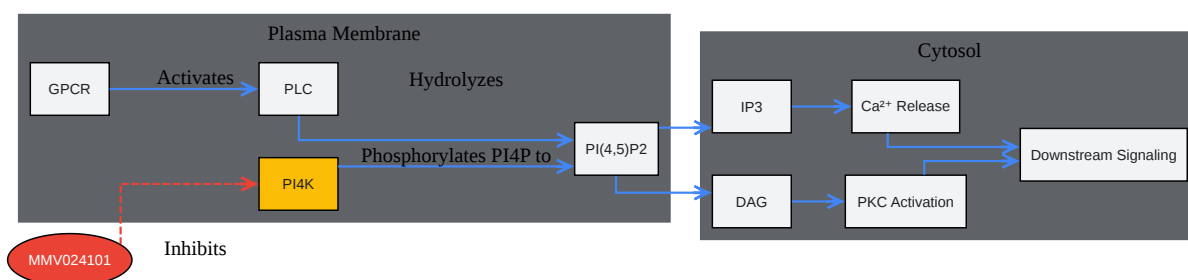 Plasma Membrane
GPCR
Activates
PLC
Hydrolyzes
PI4K
Phosphorylates PI4P to
PI(4,5)P2
MMV024101
Inhibits
Cytosol
IP3
Ca²⁺ Release
DAG
PKC Activation
Downstream Signaling